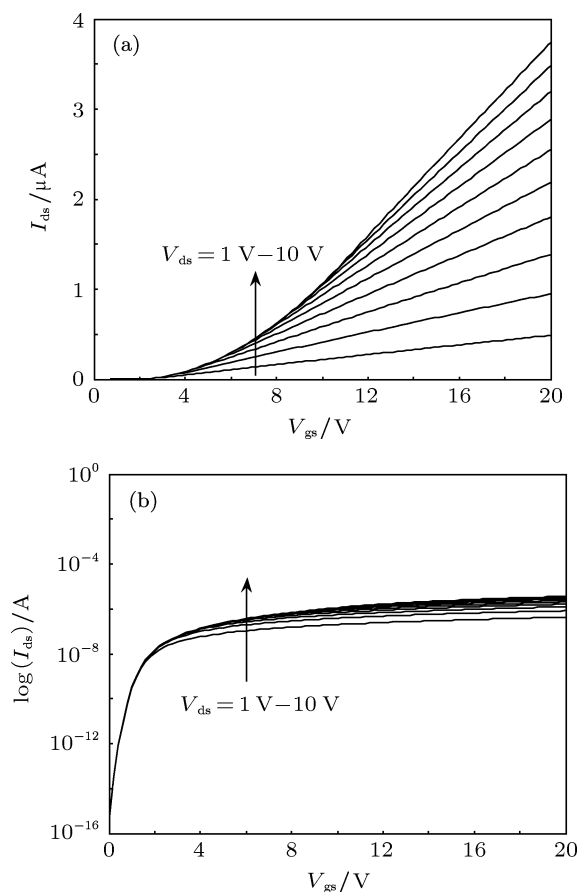 (a)
4
3
2
1
0
I_ds/μA
V_ds = 1 V–10 V
0 4 8 12 16 20
V_gs/V
(b)
10^0
10^-4
10^-8
10^-12
10^-16
log(I_ds)/A
V_ds = 1 V–10 V
0 4 8 12 16 20
V_gs/V